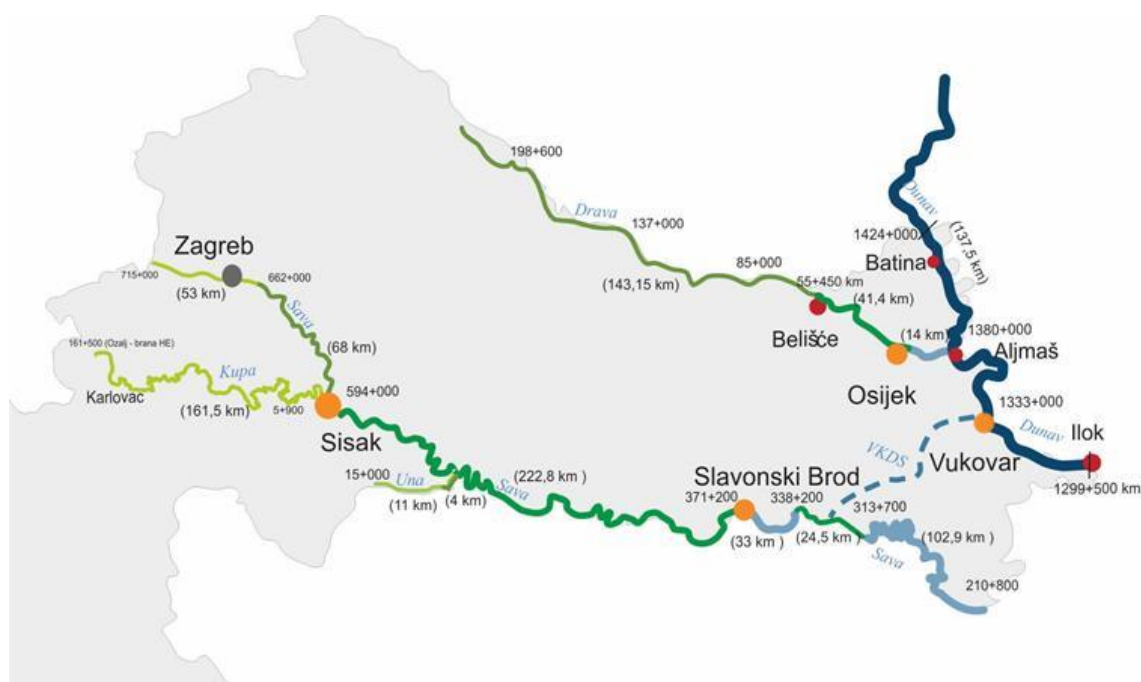 198+600
Drava
137+000
85+000
(143,15 km)
55+450 km
(41,4 km)
Belišće
(14 km)
Osijek
Dunav
1424+000
(137,5 km)
Batina
1380+000
Aljmaš
1333+000
Dunav
Ilok
1299+500 km
Vukovar
VKDS
Zagreb
715+000
(53 km)
662+000
Sava
(68 km)
161+500 (Ozalj - brana HE)
Karlovac
Kupa
(161,5 km)
5+900
594+000
Sisak
15+000
Una
(11 km)
(4 km)
Sava
(222,8 km )
Slavonski Brod
371+200
338+200
(33 km )
(24,5 km )
313+700
(102,9 km )
Sava
210+800